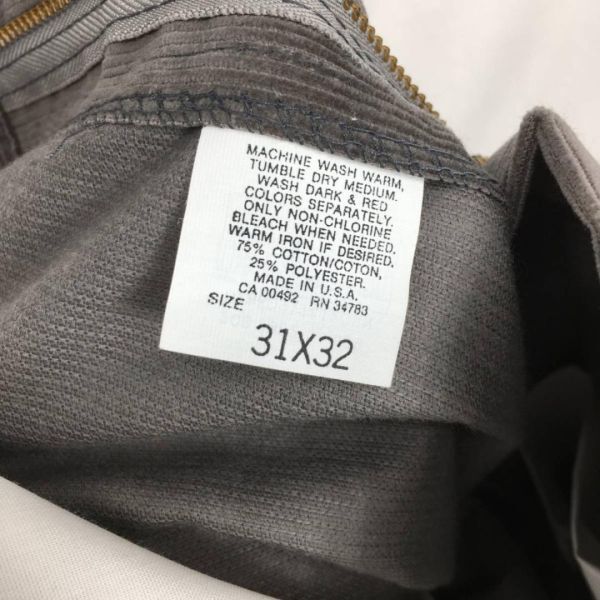 MACHINE WASH WARM,
TUMBLE DRY MEDIUM.
WASH DARK & RED
COLORS SEPARATELY.
ONLY NON-CHLORINE
BLEACH WHEN NEEDED.
WARM IRON IF DESIRED.
75% COTTON/COTON,
25% POLYESTER.
MADE IN U.S.A.
CA 00492 RN 34783
SIZE
31X32